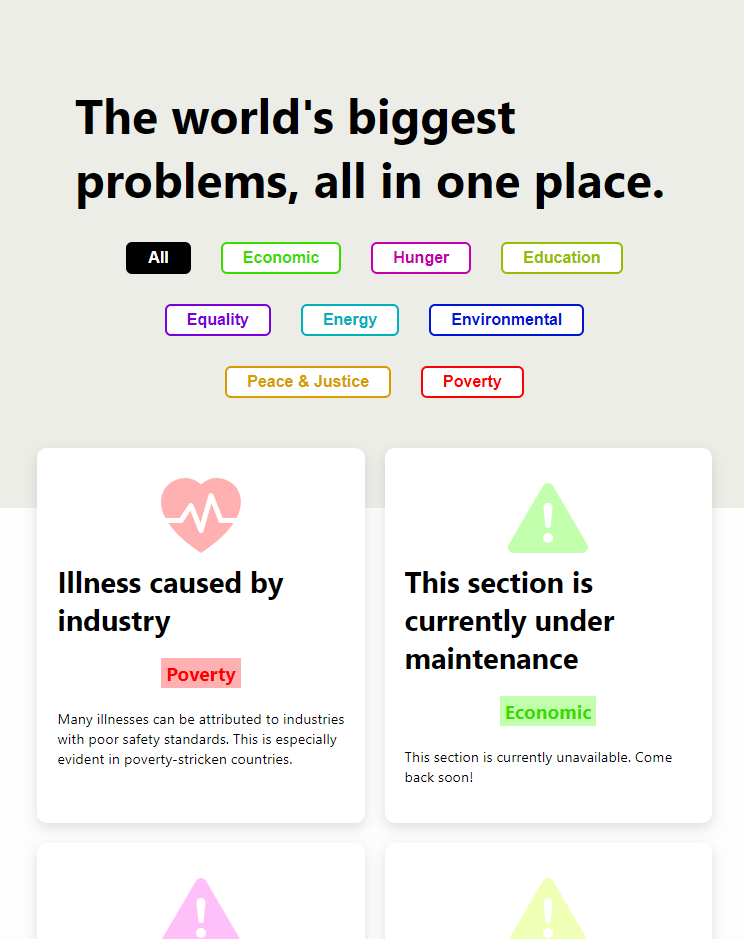 The world's biggest
problems, all in one place.
All
Economic
Hunger
Education
Equality
Energy
Environmental
Peace & Justice
Poverty
Illness caused by
industry
Poverty
Many illnesses can be attributed to industries
with poor safety standards. This is especially
evident in poverty-stricken countries.
This section is
currently under
maintenance
Economic
This section is currently unavailable. Come
back soon!